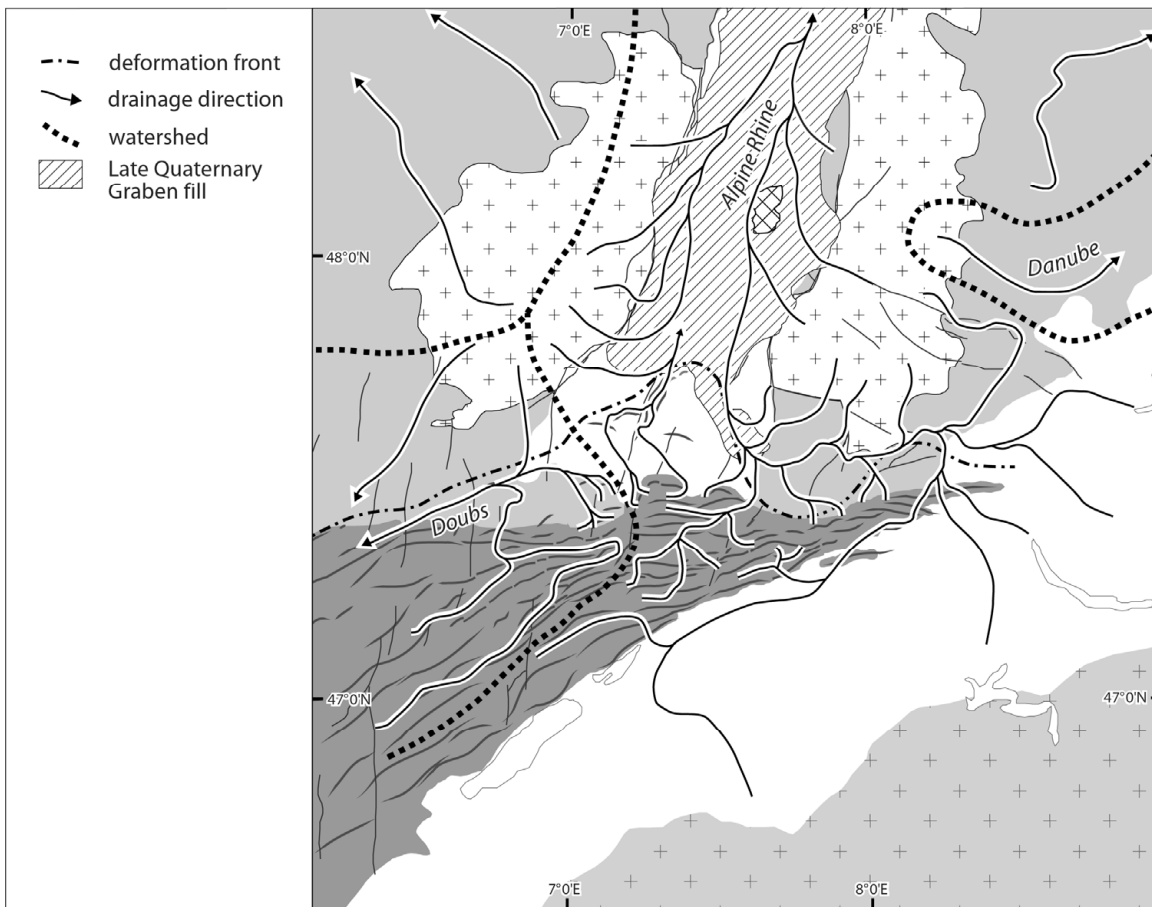 deformation front
drainage direction
watershed
Late Quaternary
Graben fill
7°0'E
8°0'E
Alpine Rhine
48°0'N
Danube
Doubs
47°0'N
47°0'N
7°0'E
8°0'E